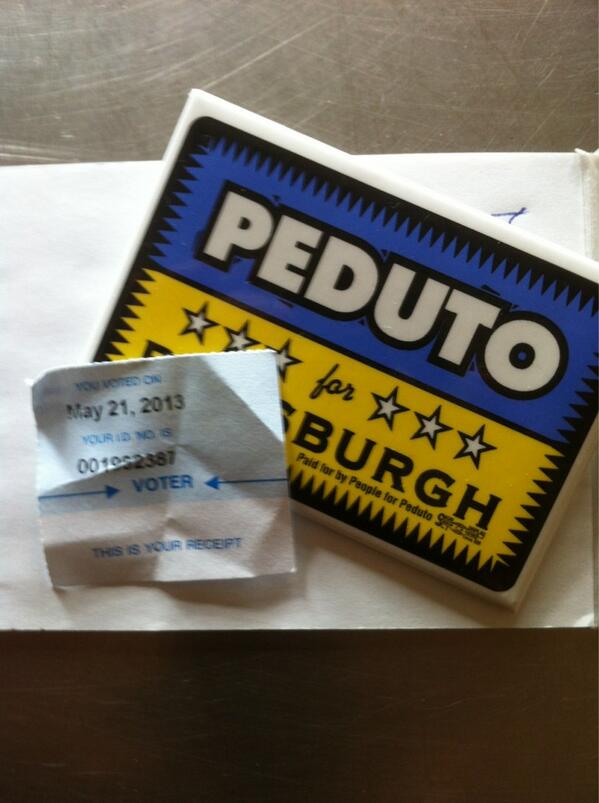 PEDUTO
for
SBURGH
Paid for by People for Peduto
YOU VOTED ON
May 21, 2013
YOUR I.D. NO. IS
001962387
VOTER
THIS IS YOUR RECEIPT